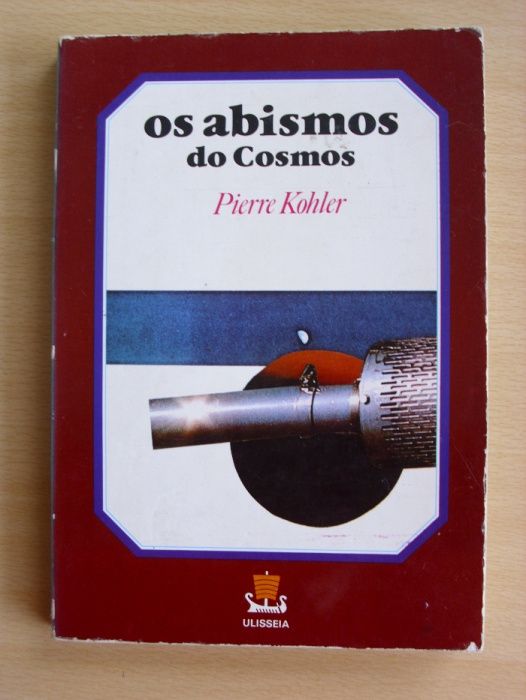 os abismos
do Cosmos
Pierre Kohler
ULISSEIA